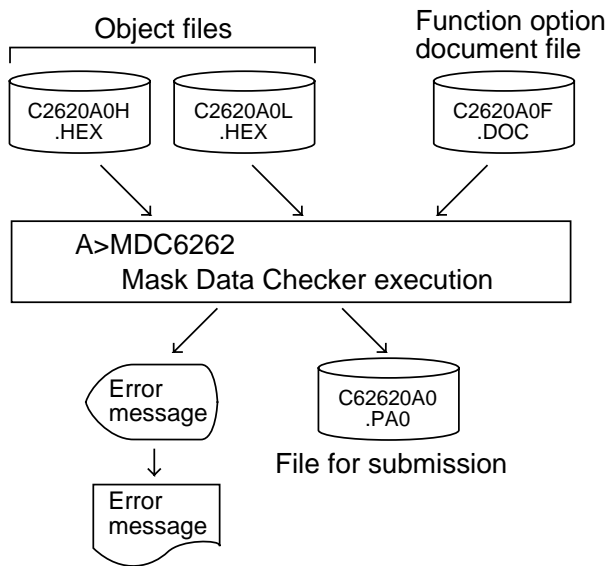 Object files
Function option
document file
C2620A0H
.HEX
C2620A0L
.HEX
C2620A0F
.DOC
A>MDC6262
Mask Data Checker execution
Error
message
C62620A0
.PA0
File for submission
Error
message